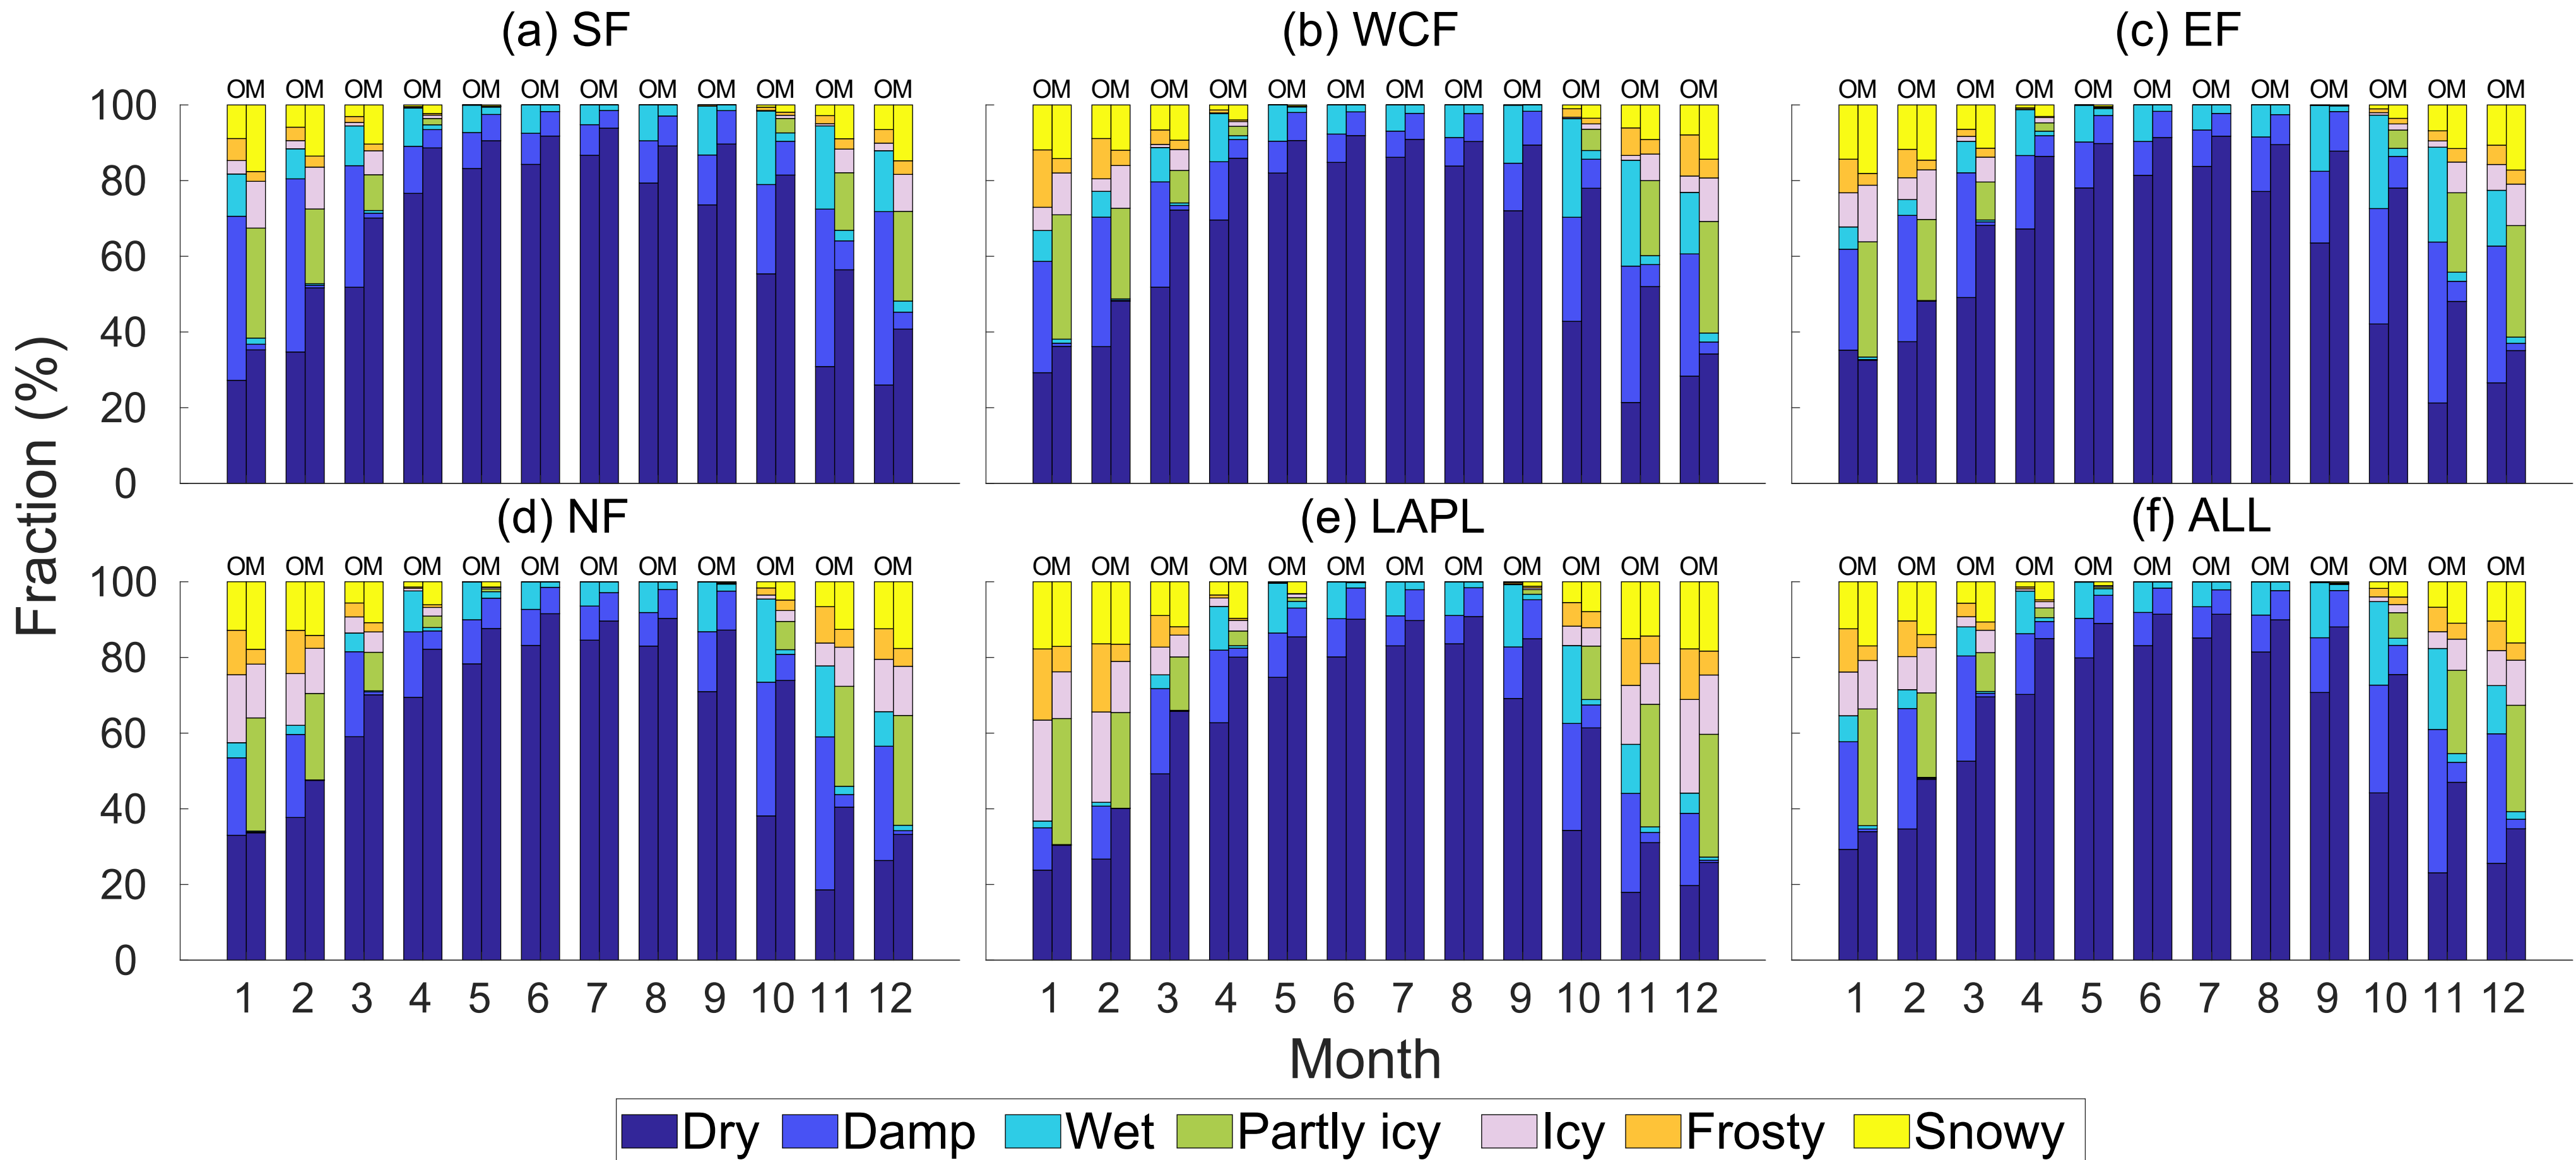 (a) SF (b) WCF (c) EF
OM OM OM OM OM OM OM OM OM OM OM OM
OM OM OM OM OM OM OM OM OM OM OM OM
OM OM OM OM OM OM OM OM OM OM OM OM
100
80
60
40
20
0
Fraction (%)
(d) NF (e) LAPL (f) ALL
OM OM OM OM OM OM OM OM OM OM OM OM
OM OM OM OM OM OM OM OM OM OM OM OM
OM OM OM OM OM OM OM OM OM OM OM OM
100
80
60
40
20
0
1 2 3 4 5 6 7 8 9 10 11 12
1 2 3 4 5 6 7 8 9 10 11 12
1 2 3 4 5 6 7 8 9 10 11 12
Month
Dry Damp Wet Partly icy Icy Frosty Snowy